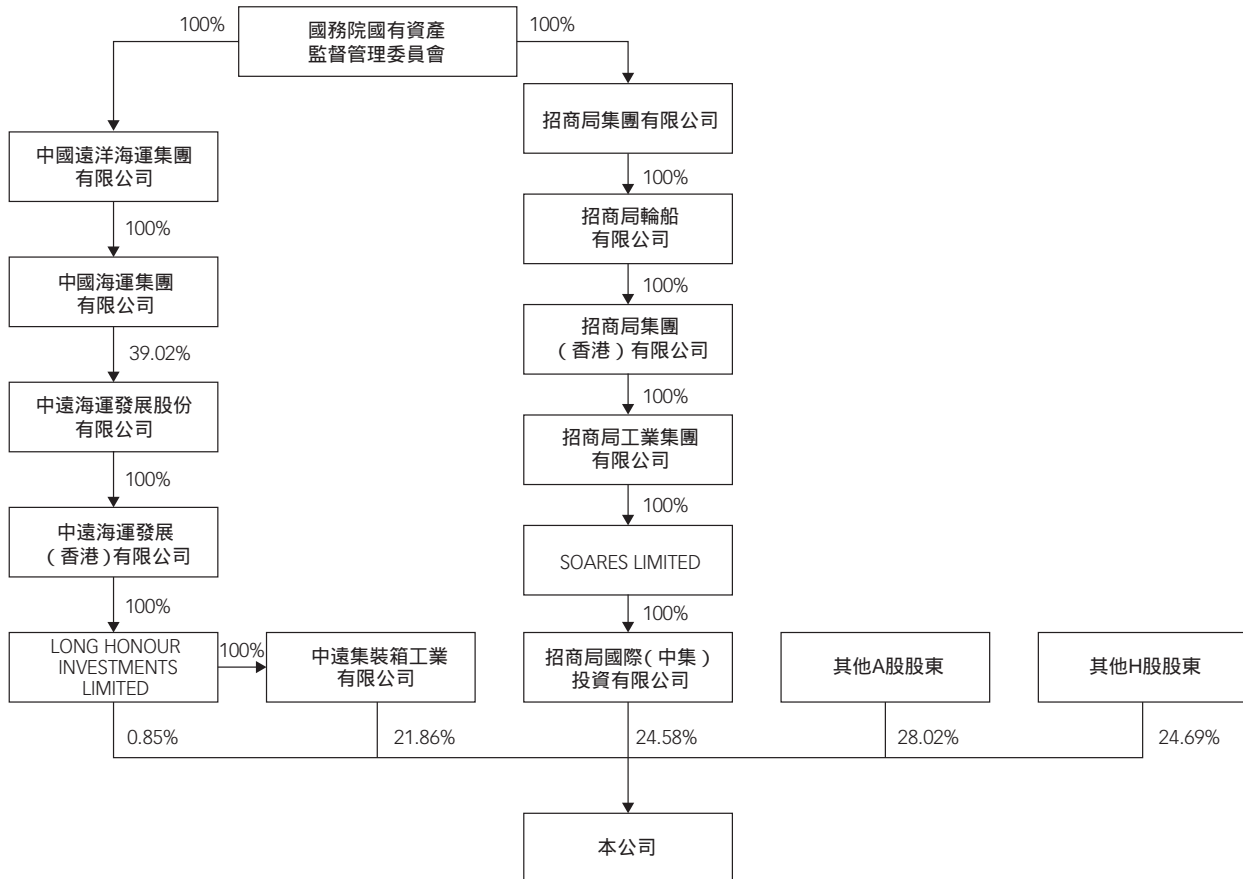 100%
國務院國有資產
監督管理委員會
100%
招商局集團有限公司
中國遠洋海運集團
有限公司
100%
招商局輪船
有限公司
100%
中國海運集團
有限公司
100%
招商局集團
（香港）有限公司
39.02%
100%
中遠海運發展股份
有限公司
招商局工業集團
有限公司
100%
100%
中遠海運發展
（香港）有限公司
SOARES LIMITED
100%
100%
LONG HONOUR
INVESTMENTS
LIMITED
100%
中遠集裝箱工業
有限公司
招商局國際（中集）
投資有限公司
其他A股股東
其他H股股東
0.85%
21.86%
24.58%
28.02%
24.69%
本公司